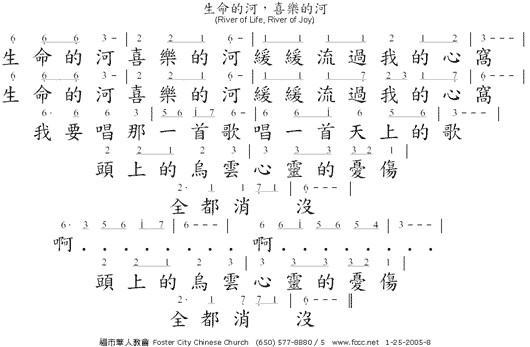 生命的河，喜樂的河
(River of Life, River of Joy)
6 6 6 3 - | 2 2 1 6 - | 1 1 1 1 1 1 2 2 | 3 - - - |
生命的河喜樂的河緩緩流過我的心窩
6 6 6 3 - | 2 2 1 6 - | 1 1 1 7 2 3 1 7 | 6 - - - |
生命的河喜樂的河緩緩流過我的心窩
6· 6 6 3 | 5 6 i 7 6 - | 6 6 i 6 5 6 i | 3 - - - |
我要唱那一首歌唱一首天上的歌
2 2 1 2 3 | 3 3 3 3 2 1 |
頭上的烏雲心靈的憂傷
2· 1 1 7 1 | 6 - - - |
全都消 沒
6· 3 5 6 i 7 | 6 - - - | 6 6 i 5 6 5 4 | 3 - - - |
啊. . . . . . . 啊. . . . . . . .
2 2 1 2 3 | 3 3 3 3 2 1 |
頭上的烏雲心靈的憂傷
2· 1 1 7 7 1 | 6 - - - ‖
全都消 沒
福市華人教會 Foster City Chinese Church (650) 577-8880 / 5 www.fccc.net 1-25-2005-8